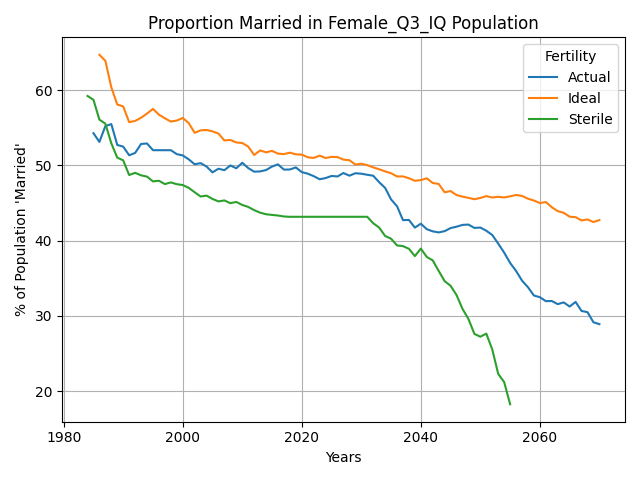 Proportion Married in Female_Q3_IQ Population
Fertility
Actual
Ideal
Sterile
% of Population 'Married'
60
50
40
30
20
1980
2000
2020
2040
2060
Years